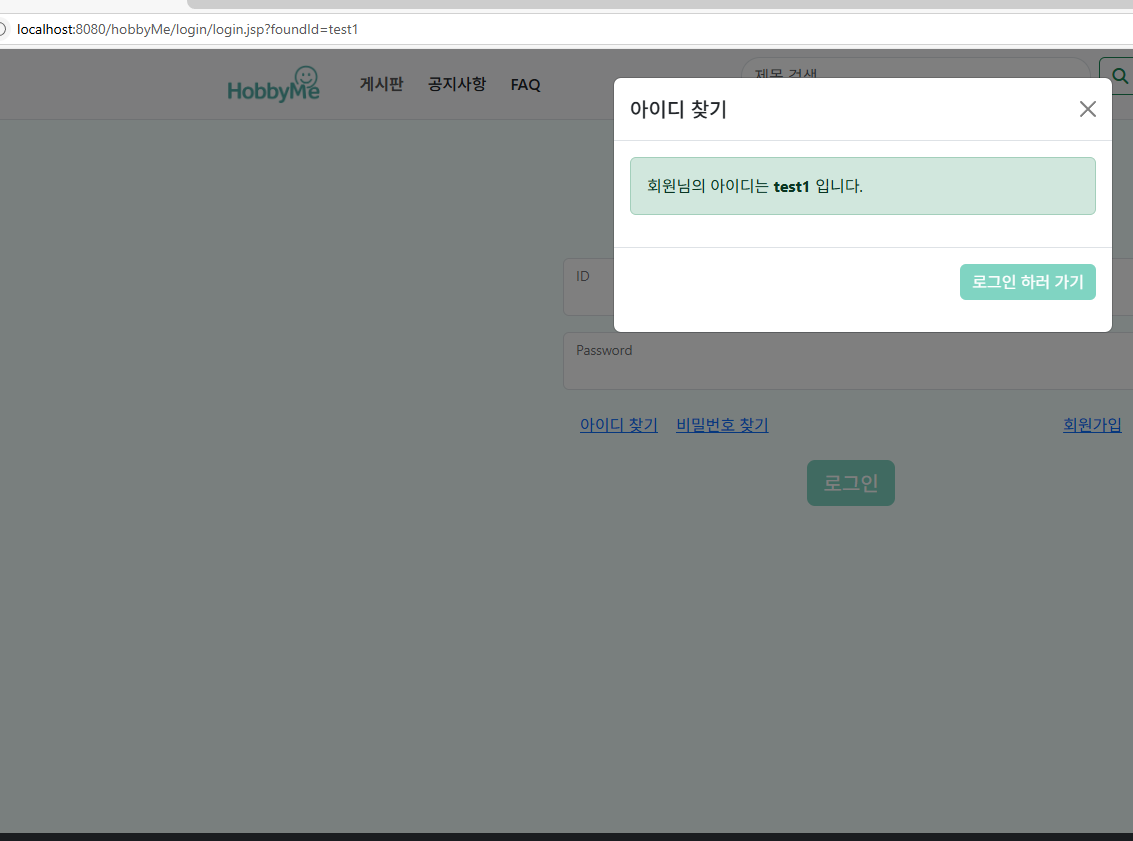 localhost:8080/hobbyMe/login/login.jsp?foundId=test1
HobbyMe 게시판 공지사항 FAQ 제목 검색
아이디 찾기
회원님의 아이디는 test1 입니다.
ID
로그인 하러 가기
Password
아이디 찾기 비밀번호 찾기 회원가입
로그인